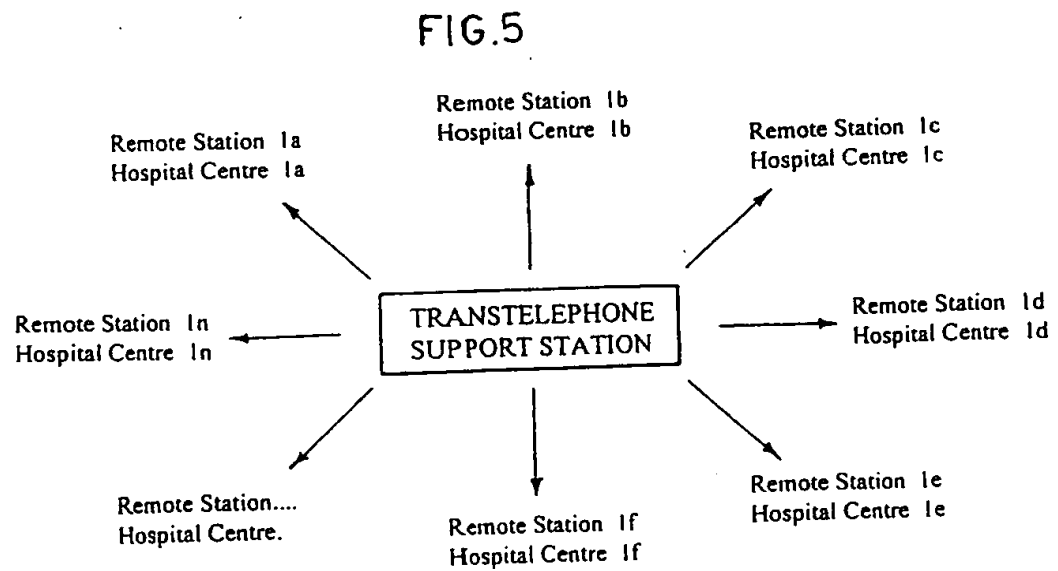 FIG.5
Remote Station 1b
Hospital Centre 1b
Remote Station 1a
Hospital Centre 1a
Remote Station 1c
Hospital Centre 1c
TRANSTELEPHONE
SUPPORT STATION
Remote Station 1n
Hospital Centre 1n
Remote Station 1d
Hospital Centre 1d
Remote Station....
Hospital Centre.
Remote Station 1f
Hospital Centre 1f
Remote Station 1e
Hospital Centre 1e